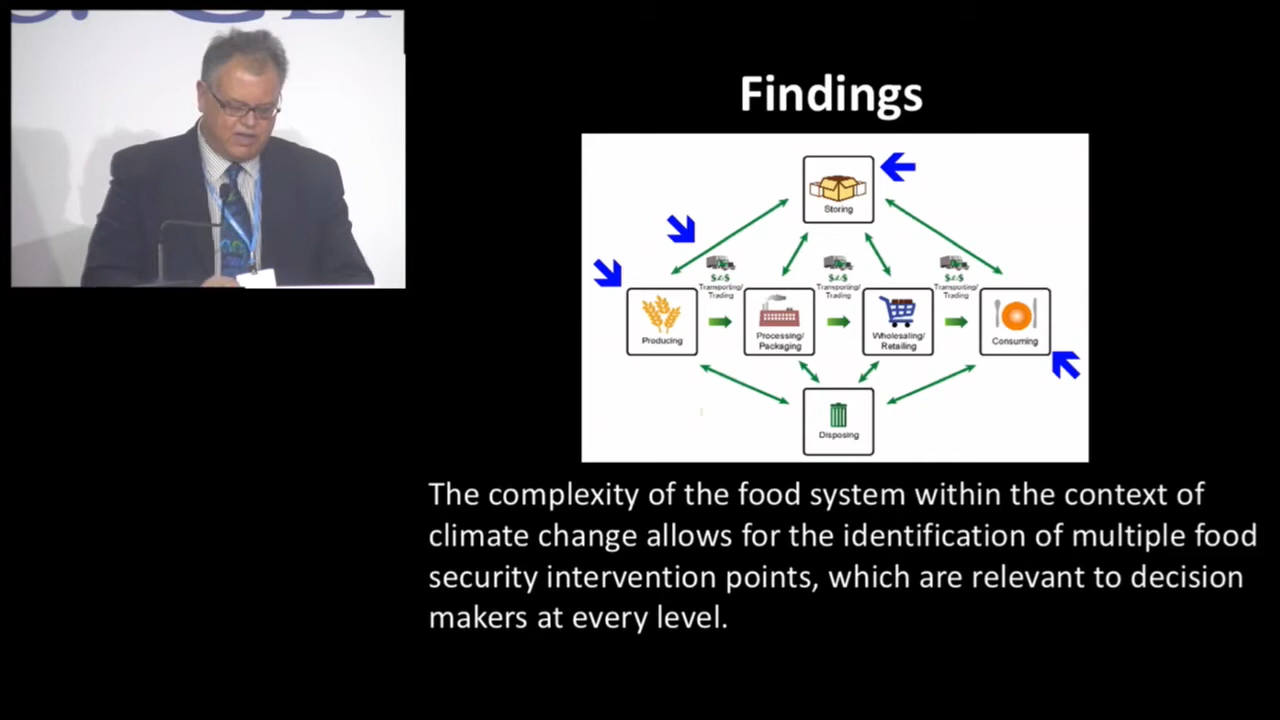 Findings
Storing
$ € $
Transporting/
Trading
$ € $
Transporting/
Trading
$ € $
Transporting/
Trading
Producing
Processing/
Packaging
Wholesaling/
Retailing
Consuming
Disposing
The complexity of the food system within the context of
climate change allows for the identification of multiple food
security intervention points, which are relevant to decision
makers at every level.